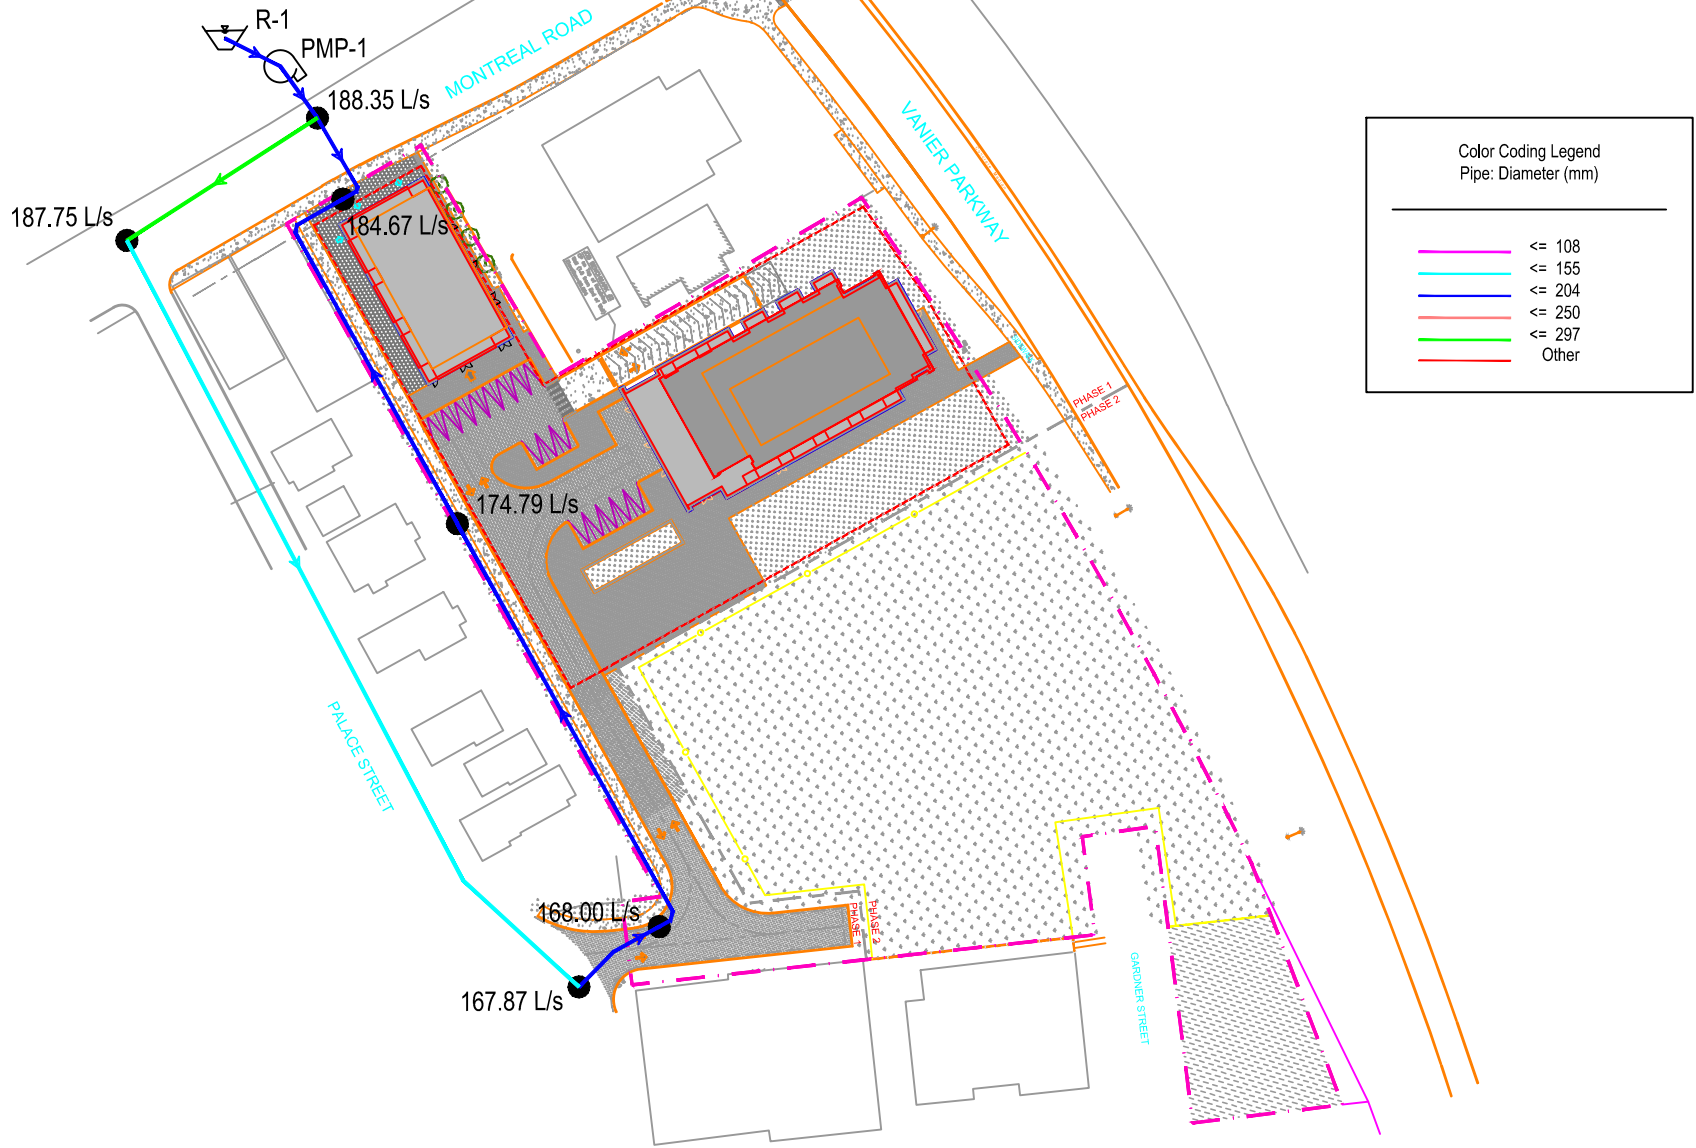 R-1
PMP-1
188.35 L/s
MONTREAL ROAD
VANIER PARKWAY
187.75 L/s
184.67 L/s
174.79 L/s
PHASE 1
PHASE 2
PALACE STREET
168.00 L/s
167.87 L/s
PHASE 1
PHASE 2
GARDNER STREET
Color Coding Legend
Pipe: Diameter (mm)
<= 108
<= 155
<= 204
<= 250
<= 297
Other